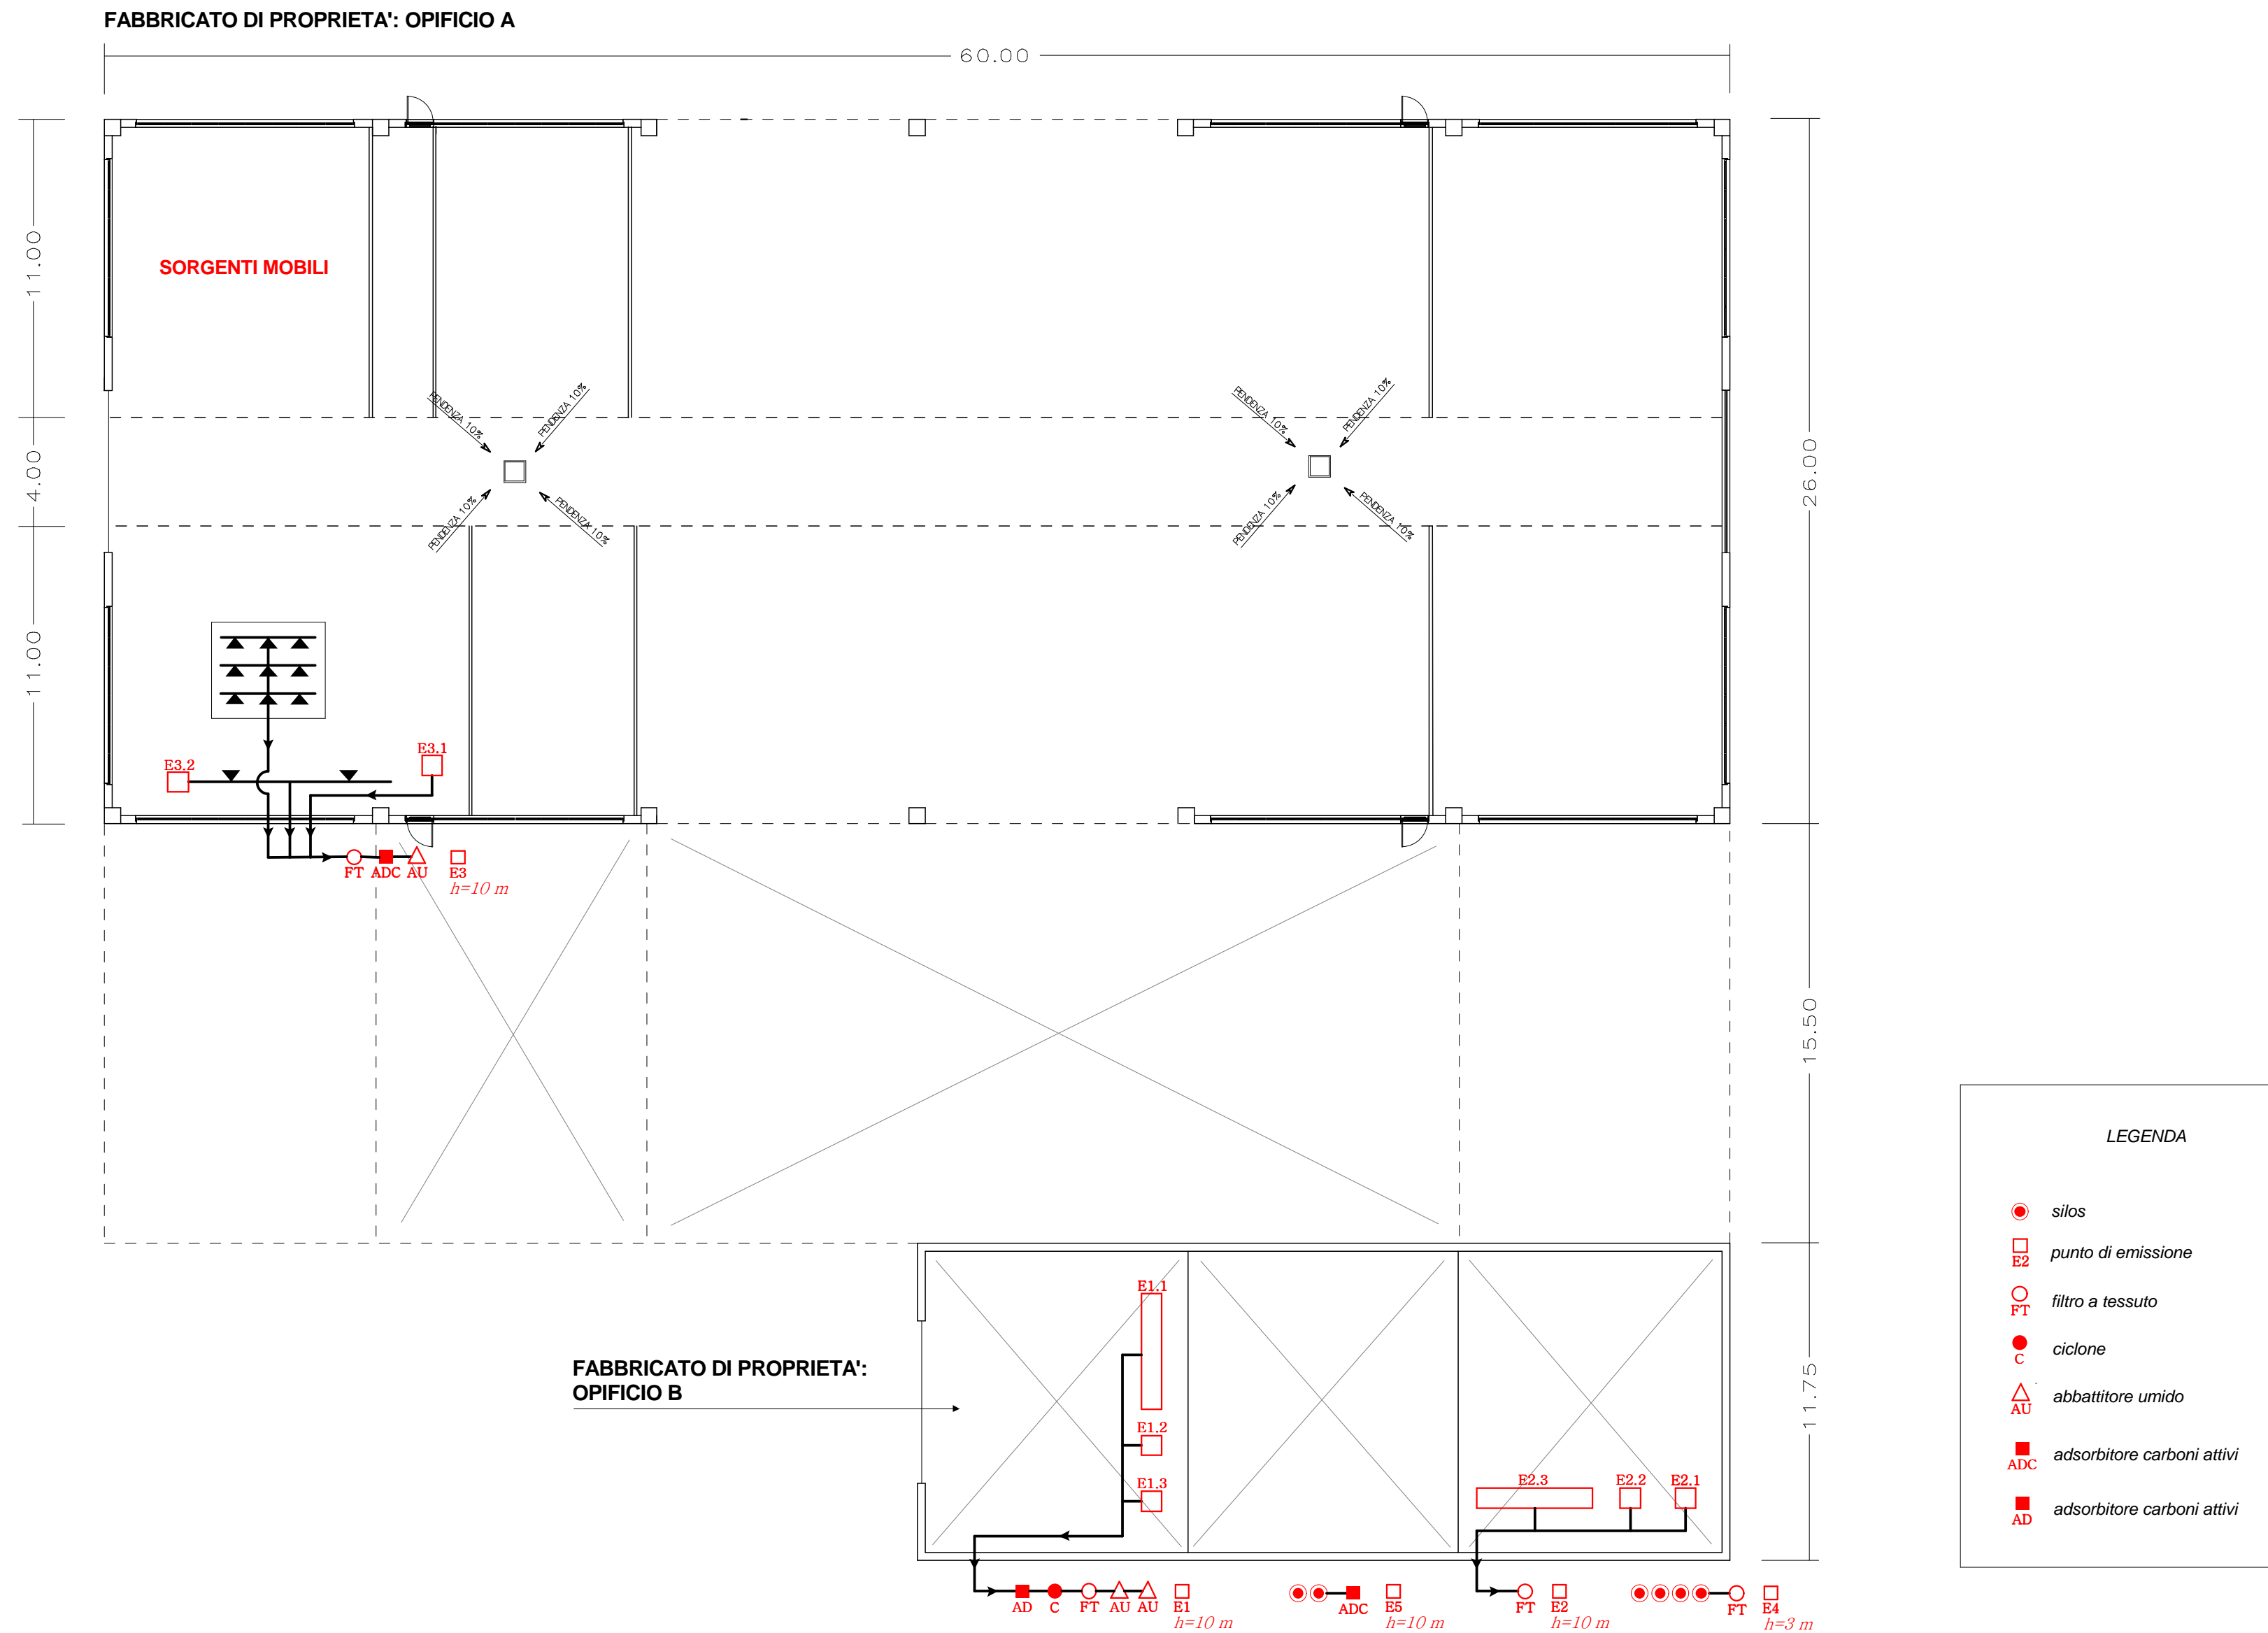 FABBRICATO DI PROPRIETA': OPIFICIO A
60.00
11.00
4.00
11.00
26.00
15.50
11.75
SORGENTI MOBILI
PENDENZA 10%
PENDENZA 10%
PENDENZA 10%
PENDENZA 10%
PENDENZA 10%
PENDENZA 10%
PENDENZA 10%
PENDENZA 10%
E3.1
E3.2
FT ADC AU E3
h=10 m
FABBRICATO DI PROPRIETA':
OPIFICIO B
E1.1
E1.2
E1.3
E2.3 E2.2 E2.1
AD C FT AU AU E1
h=10 m
ADC E5
h=10 m
FT E2
h=10 m
FT E4
h=3 m
LEGENDA
silos
E2 punto di emissione
FT filtro a tessuto
C ciclone
AU abbattitore umido
ADC adsorbitore carboni attivi
AD adsorbitore carboni attivi